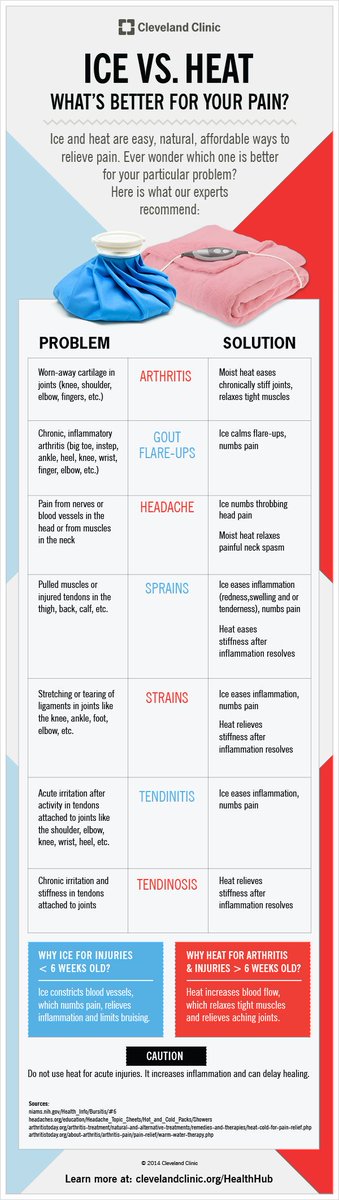 Cleveland Clinic
ICE VS. HEAT
WHAT'S BETTER FOR YOUR PAIN?
Ice and heat are easy, natural, affordable ways to
relieve pain. Ever wonder which one is better
for your particular problem?
Here is what our experts
recommend:
PROBLEM
SOLUTION
Worn-away cartilage in
joints (knee, shoulder,
elbow, fingers, etc.)
ARTHRITIS
Moist heat eases
chronically stiff joints,
relaxes tight muscles
Chronic, inflammatory
arthritis (big toe, instep,
ankle, heel, knee, wrist,
finger, elbow, etc.)
GOUT
FLARE-UPS
Ice calms flare-ups,
numbs pain
Pain from nerves or
blood vessels in the
head or from muscles
in the neck
HEADACHE
Ice numbs throbbing
head pain
Moist heat relaxes
painful neck spasm
Pulled muscles or
injured tendons in the
thigh, back, calf, etc.
SPRAINS
Ice eases inflammation
(redness,swelling and or
tenderness), numbs pain
Heat eases
stiffness after
inflammation resolves
Stretching or tearing of
ligaments in joints like
the knee, ankle, foot,
elbow, etc.
STRAINS
Ice eases inflammation,
numbs pain
Heat relieves
stiffness after
inflammation resolves
Acute irritation after
activity in tendons
attached to joints like
the shoulder, elbow,
knee, wrist, heel, etc.
TENDINITIS
Ice eases inflammation,
numbs pain
Chronic irritation and
stiffness in tendons
attached to joints
TENDINOSIS
Heat relieves
stiffness after
inflammation resolves
WHY ICE FOR INJURIES
< 6 WEEKS OLD?
Ice constricts blood vessels,
which numbs pain, relieves
inflammation and limits bruising.
WHY HEAT FOR ARTHRITIS
& INJURIES > 6 WEEKS OLD?
Heat increases blood flow,
which relaxes tight muscles
and relieves aching joints.
CAUTION
Do not use heat for acute injuries. It increases inflammation and can delay healing.
Sources:
niams.nih.gov/Health_Info/Bursitis/#6
headaches.org/education/Headache_Topic_Sheets/Hot_and_Cold_Packs/Showers
arthritistoday.org/arthritis-treatment/natural-and-alternative-treatments/remedies-and-therapies/heat-cold-for-pain-relief.php
arthritistoday.org/about-arthritis/arthritis-pain/pain-relief/warm-water-therapy.php
© 2014 Cleveland Clinic
Learn more at: clevelandclinic.org/HealthHub